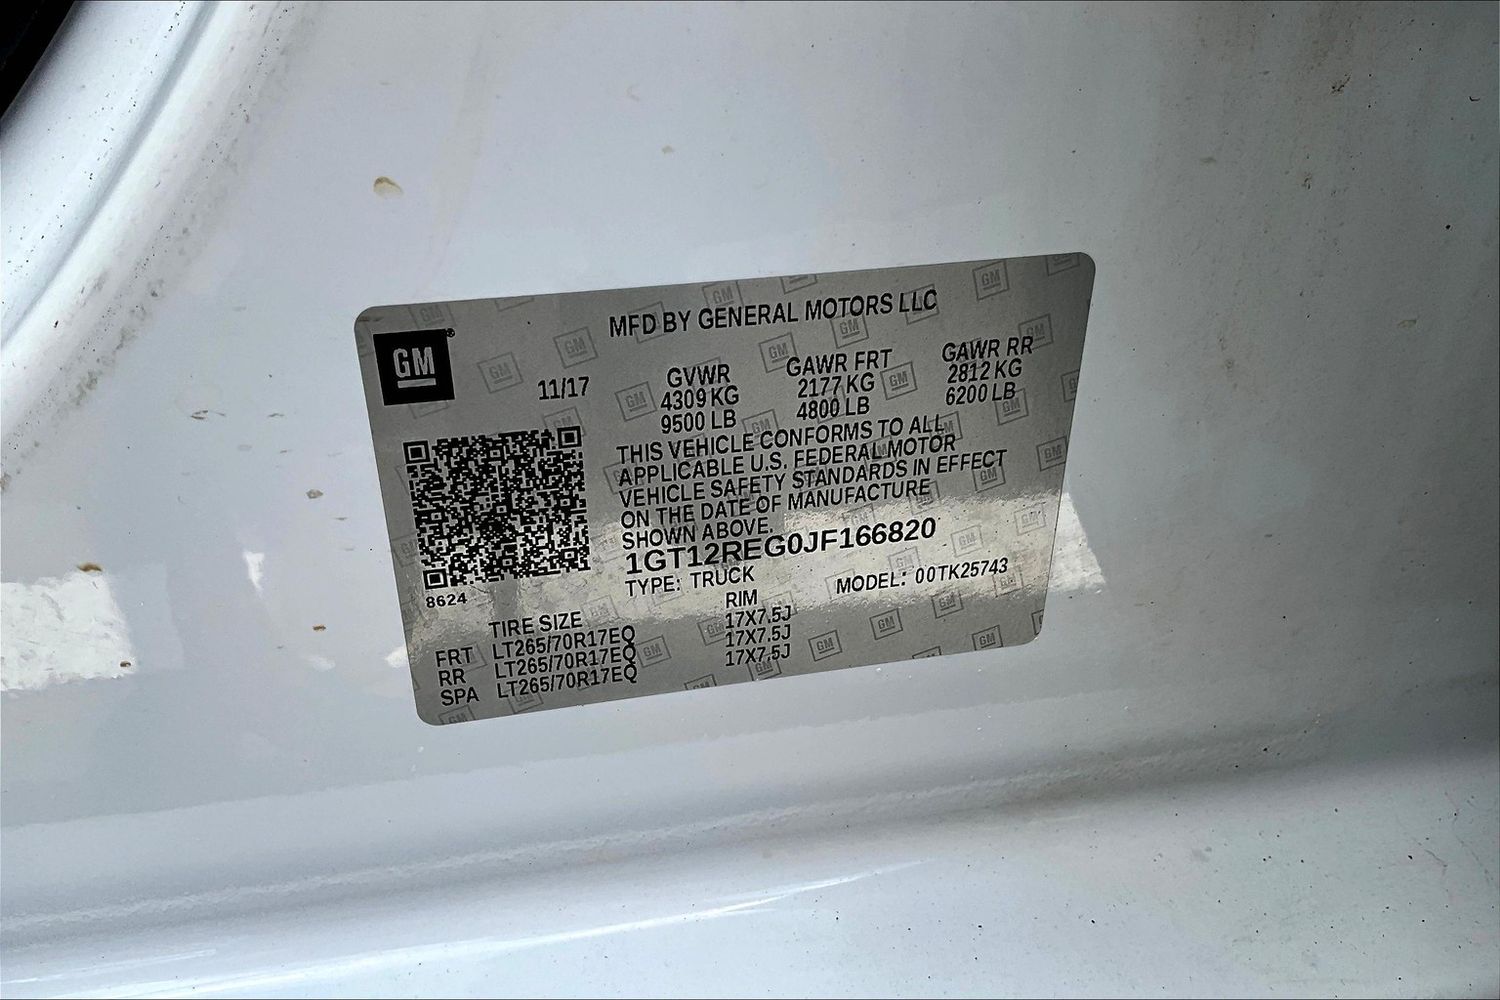 GM
MFD BY GENERAL MOTORS LLC
11/17
GVWR GAWR FRT GAWR RR
4309 KG 2177 KG 2812 KG
9500 LB 4800 LB 6200 LB
THIS VEHICLE CONFORMS TO ALL
APPLICABLE U.S. FEDERAL MOTOR
VEHICLE SAFETY STANDARDS IN EFFECT
ON THE DATE OF MANUFACTURE
SHOWN ABOVE.
1GT12REG0JF166820
TYPE: TRUCK MODEL: 00TK25743
8624
TIRE SIZE RIM
FRT LT265/70R17EQ 17X7.5J
RR LT265/70R17EQ 17X7.5J
SPA LT265/70R17EQ 17X7.5J